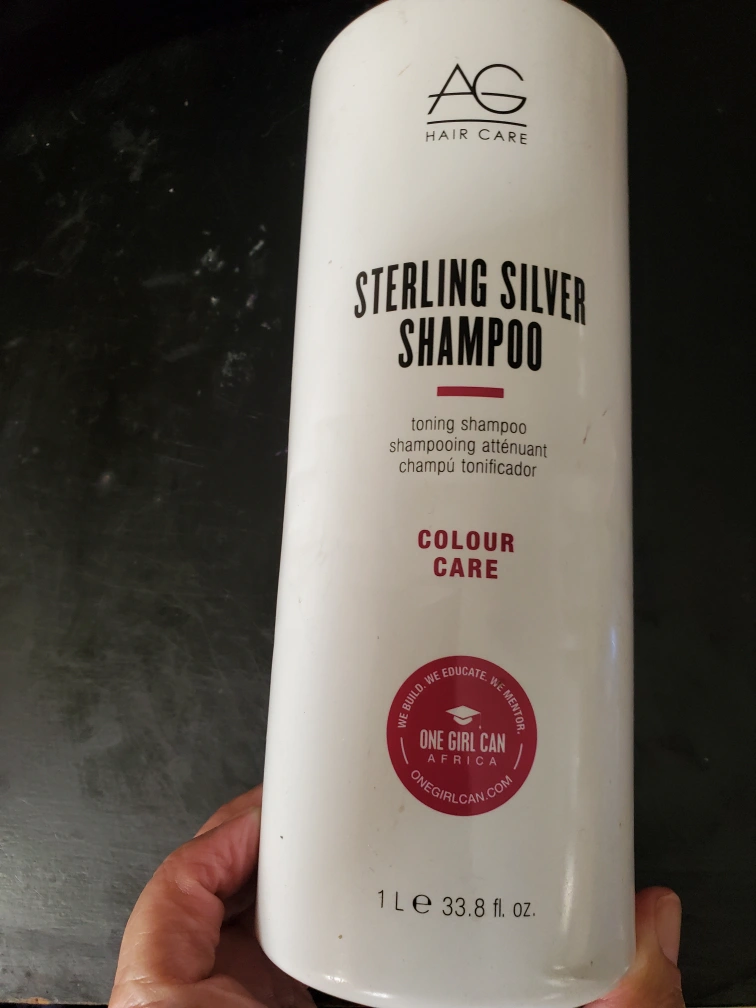 AG
HAIR CARE
STERLING SILVER
SHAMPOO
toning shampoo
shampooing atténuant
champú tonificador
COLOUR
CARE
WE BUILD. WE EDUCATE. WE MENTOR.
ONE GIRL CAN
AFRICA
ONEGIRLCAN.COM
1 L ℮ 33.8 fl. oz.